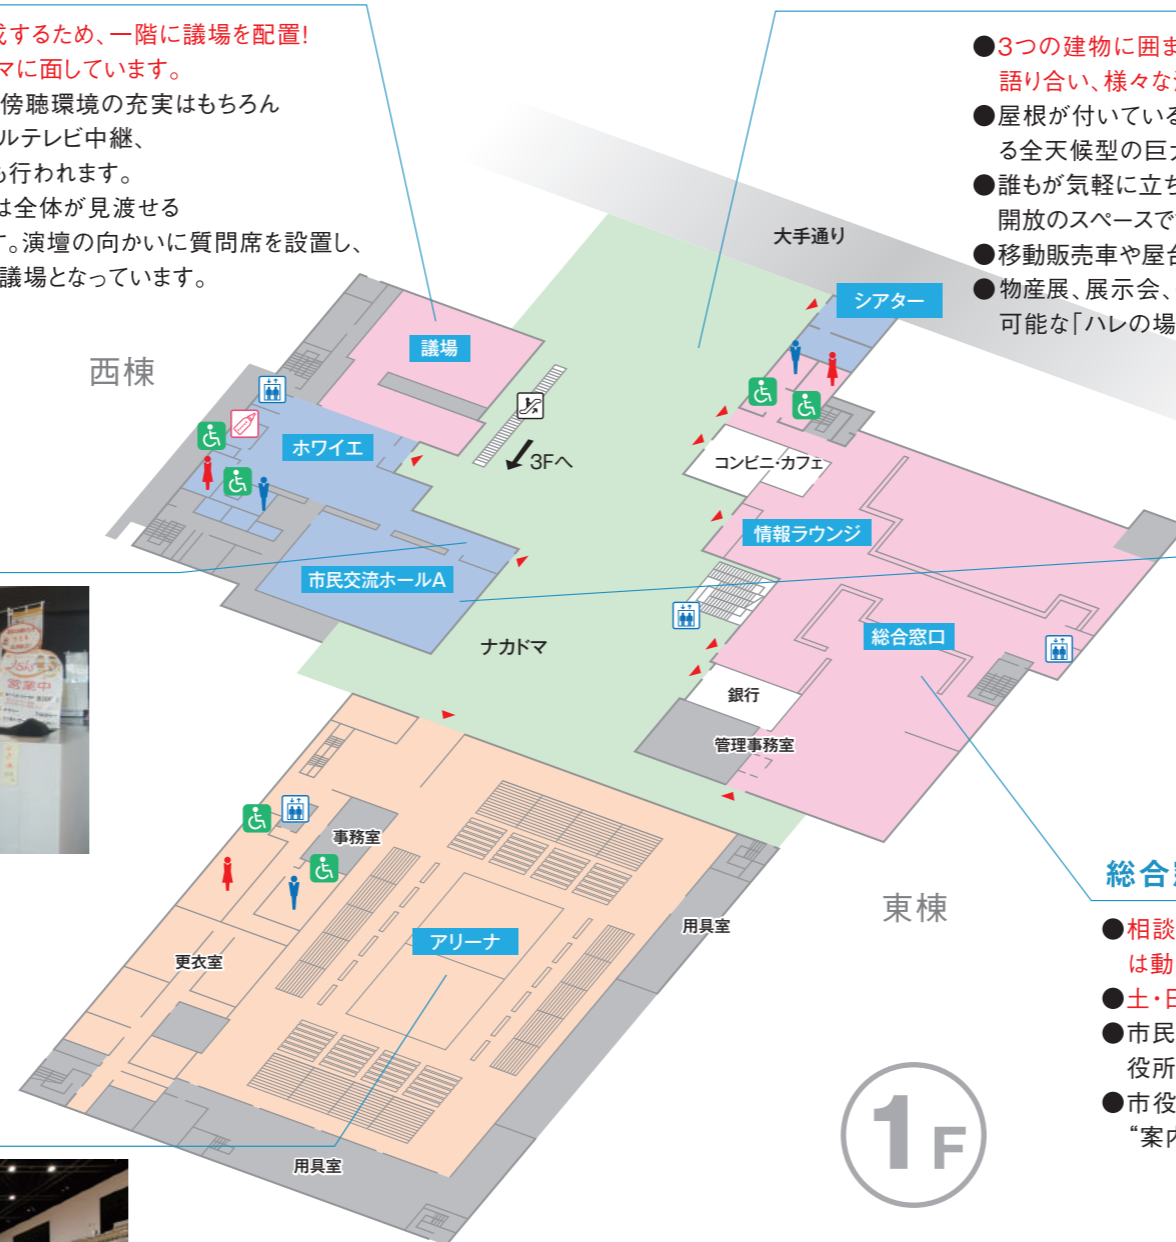 成するため、一階に議場を配置!
マに面しています。
傍聴環境の充実はもちろん
ルテレビ中継、
も行われます。
は全体が見渡せる
す。演壇の向かいに質問席を設置し、
議場となっています。
●3つの建物に囲ま
語り合い、様々な
●屋根が付いている
る全天候型の巨大
●誰もが気軽に立ち
開放のスペースで
●移動販売車や屋台
●物産展、展示会、
可能な「ハレの場
大手通り
シアター
議場
西棟
ホワイエ
3Fへ
コンビニ・カフェ
情報ラウンジ
市民交流ホールA
ナカドマ
総合窓口
銀行
管理事務室
営業中
事務室
アリーナ
更衣室
用具室
東棟
用具室
1F
総合
●相談
は動
●土・日
●市民
役所
●市役
“案内